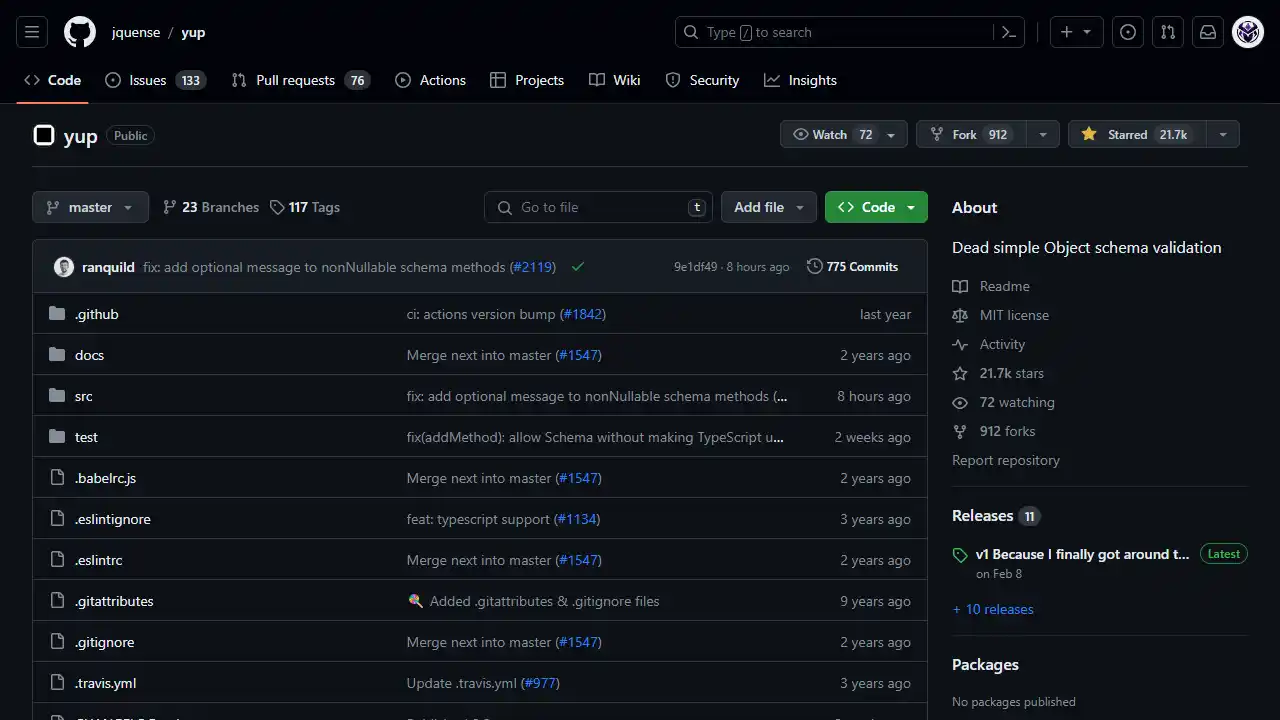 jquense / yup
Type / to search
Code Issues 133 Pull requests 76 Actions Projects Wiki Security Insights
yup Public
Watch 72 Fork 912 Starred 21.7k
master 23 Branches 117 Tags Go to file t Add file Code
ranquild fix: add optional message to nonNullable schema methods (#2119) 9e1df49 · 8 hours ago 775 Commits
.github ci: actions version bump (#1842) last year
docs Merge next into master (#1547) 2 years ago
src fix: add optional message to nonNullable schema methods (... 8 hours ago
test fix(addMethod): allow Schema without making TypeScript u... 2 weeks ago
.babelrc.js Merge next into master (#1547) 2 years ago
.eslintignore feat: typescript support (#1134) 3 years ago
.eslintrc Merge next into master (#1547) 2 years ago
.gitattributes Added .gitattributes & .gitignore files 9 years ago
.gitignore Merge next into master (#1547) 2 years ago
.travis.yml Update .travis.yml (#977) 3 years ago
About
Dead simple Object schema validation
Readme
MIT license
Activity
21.7k stars
72 watching
912 forks
Report repository
Releases 11
v1 Because I finally got around t... Latest
on Feb 8
+ 10 releases
Packages
No packages published